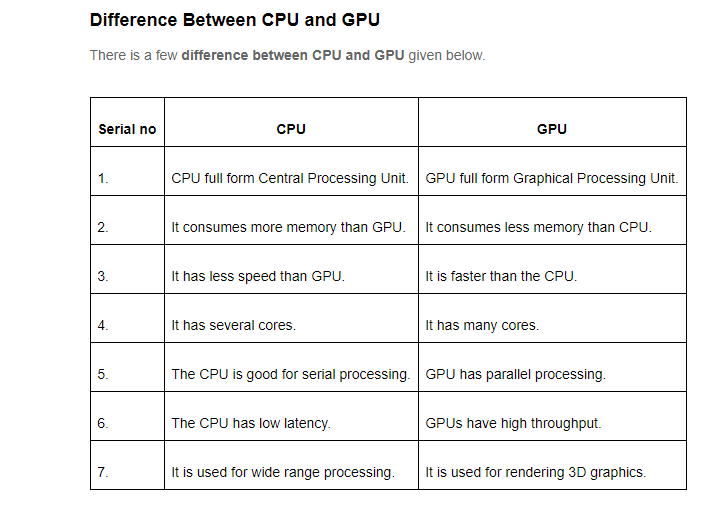 Difference Between CPU and GPU
There is a few difference between CPU and GPU given below.
Serial no CPU GPU
1. CPU full form Central Processing Unit. GPU full form Graphical Processing Unit.
2. It consumes more memory than GPU. It consumes less memory than CPU.
3. It has less speed than GPU. It is faster than the CPU.
4. It has several cores. It has many cores.
5. The CPU is good for serial processing. GPU has parallel processing.
6. The CPU has low latency. GPUs have high throughput.
7. It is used for wide range processing. It is used for rendering 3D graphics.